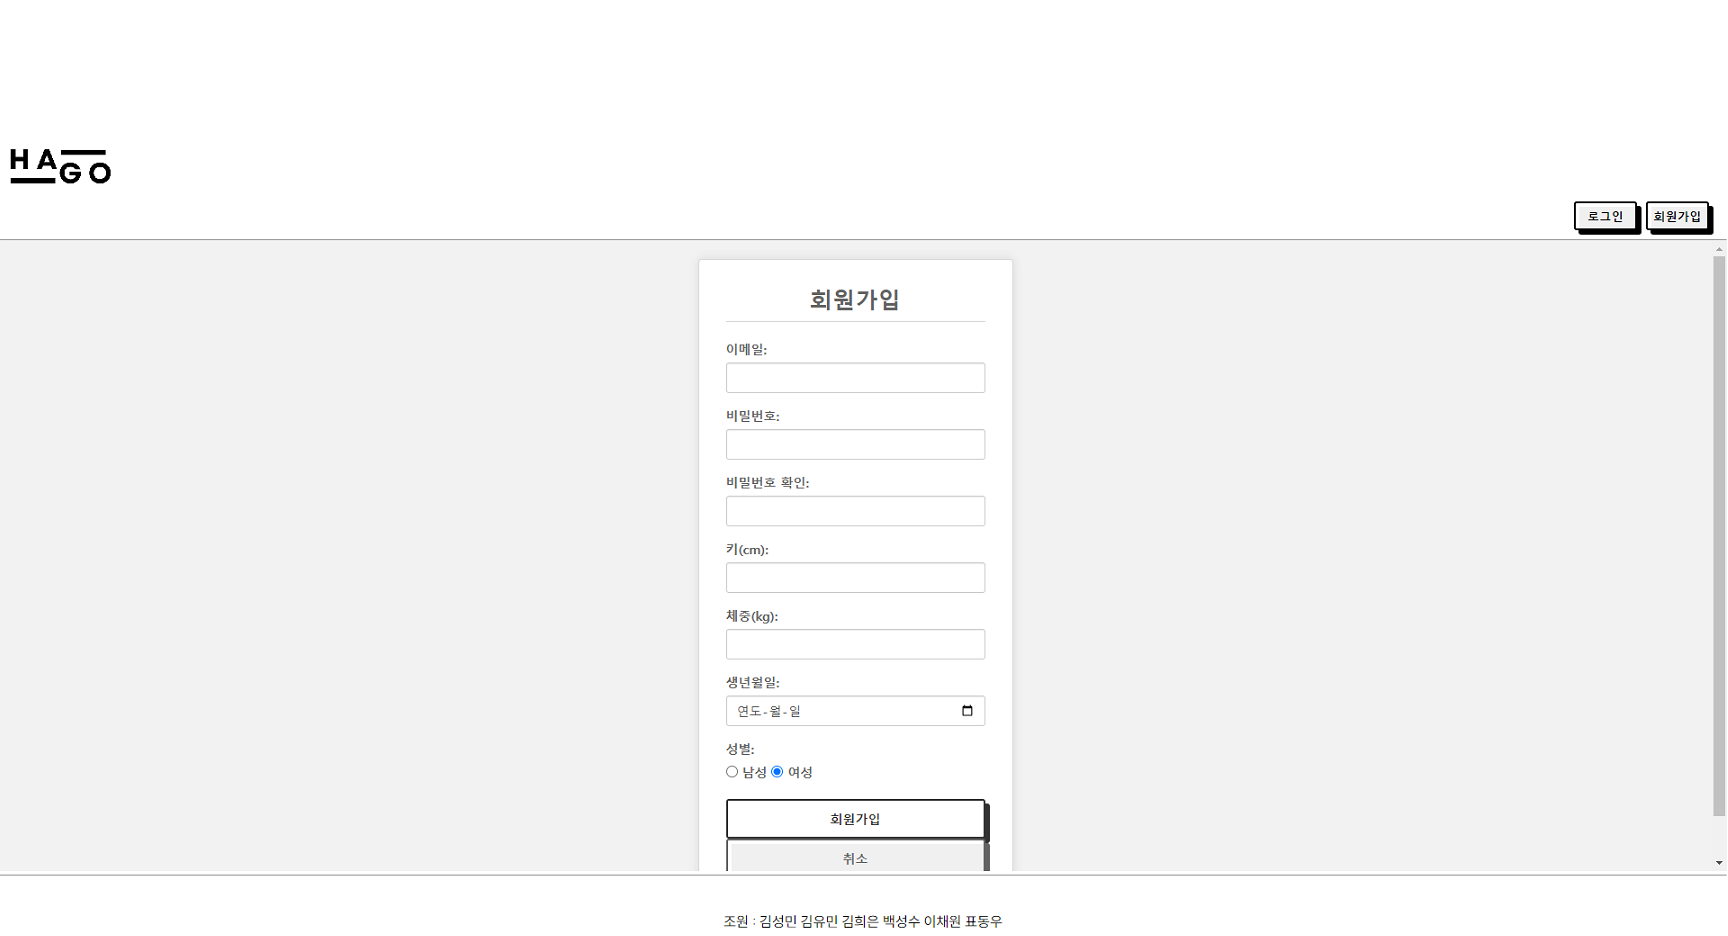 HAGO
로그인 회원가입
회원가입
이메일:
비밀번호:
비밀번호 확인:
키(cm):
체중(kg):
생년월일:
연도-월-일
성별:
남성 여성
회원가입
취소
조원 : 김성민 김유민 김희은 백성수 이채원 표동우